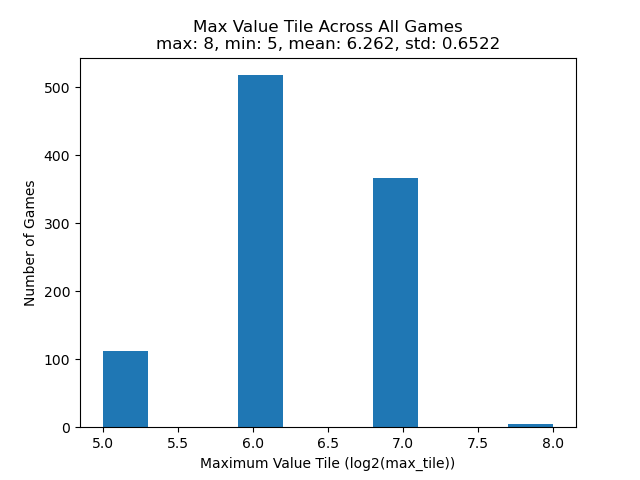 Max Value Tile Across All Games
max: 8, min: 5, mean: 6.262, std: 0.6522
500
400
300
200
100
0
Number of Games
5.0 5.5 6.0 6.5 7.0 7.5 8.0
Maximum Value Tile (log2(max_tile))